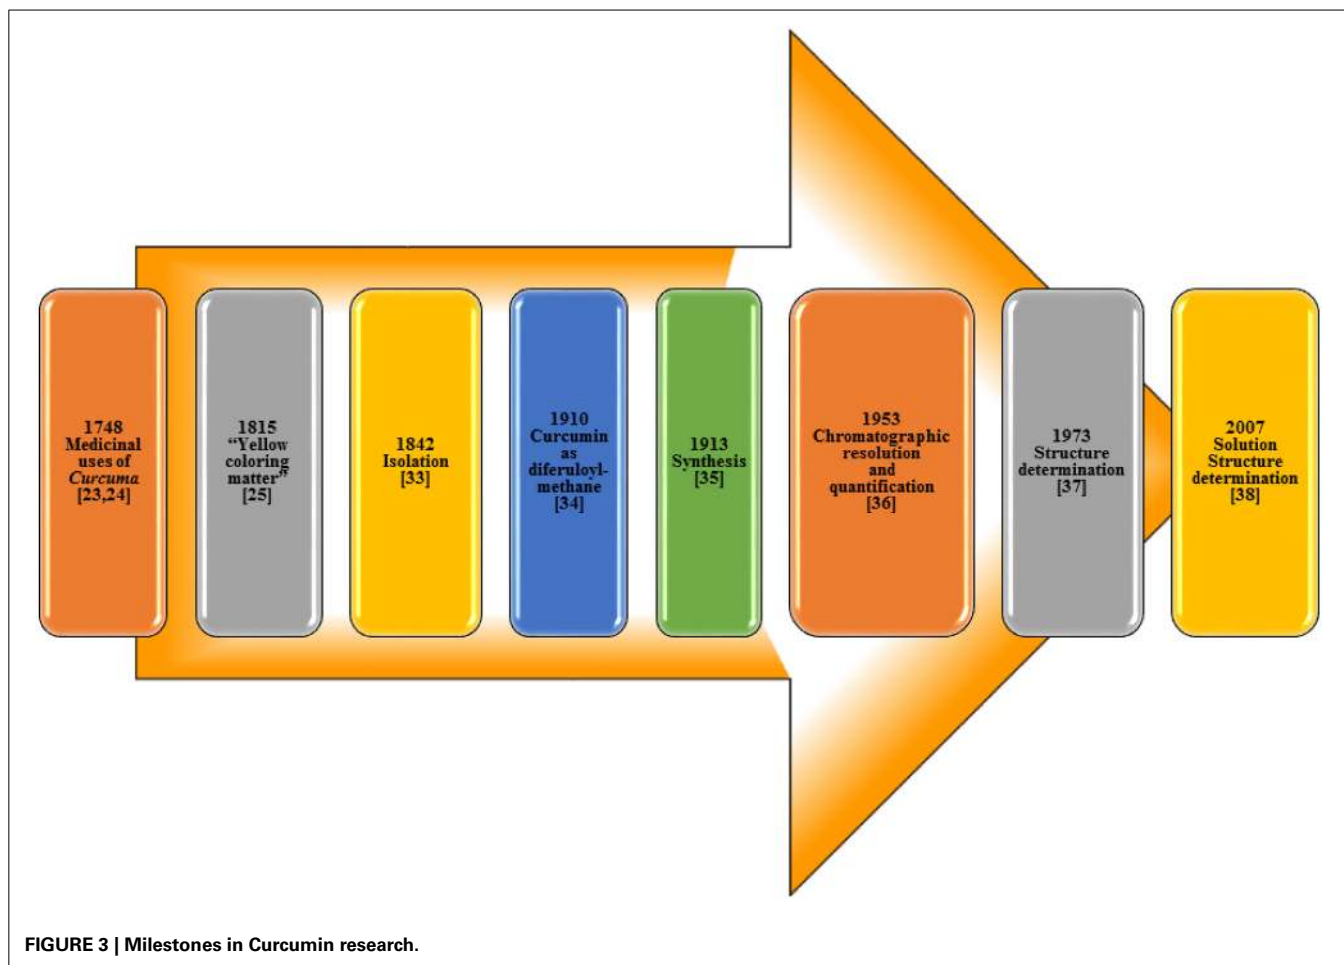 1748
Medicinal
uses of
Curcuma
[23,24]
1815
“Yellow
coloring
matter”
[25]
1842
Isolation
[33]
1910
Curcumin
as
diferuloyl-
methane
[34]
1913
Synthesis
[35]
1953
Chromatographic
resolution
and
quantification
[36]
1973
Structure
determination
[37]
2007
Solution
Structure
determination
[38]
FIGURE 3 | Milestones in Curcumin research.